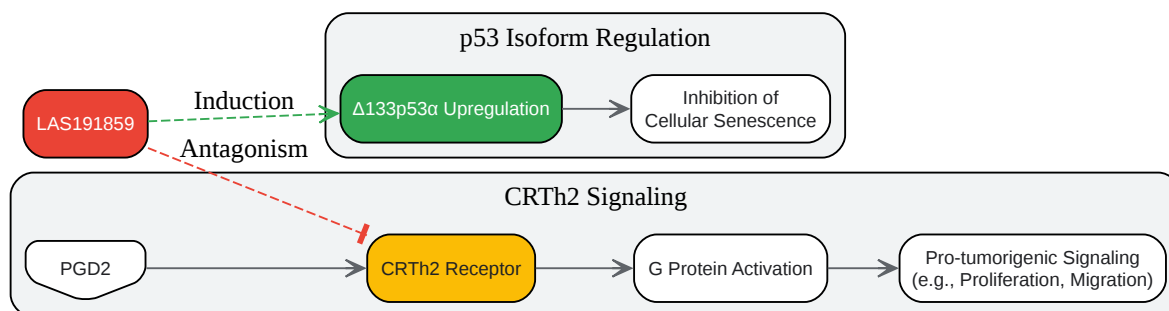 p53 Isoform Regulation
LAS191859
Induction
Δ133p53α Upregulation
Inhibition of
Cellular Senescence
Antagonism
CRTh2 Signaling
PGD2
CRTh2 Receptor
G Protein Activation
Pro-tumorigenic Signaling
(e.g., Proliferation, Migration)